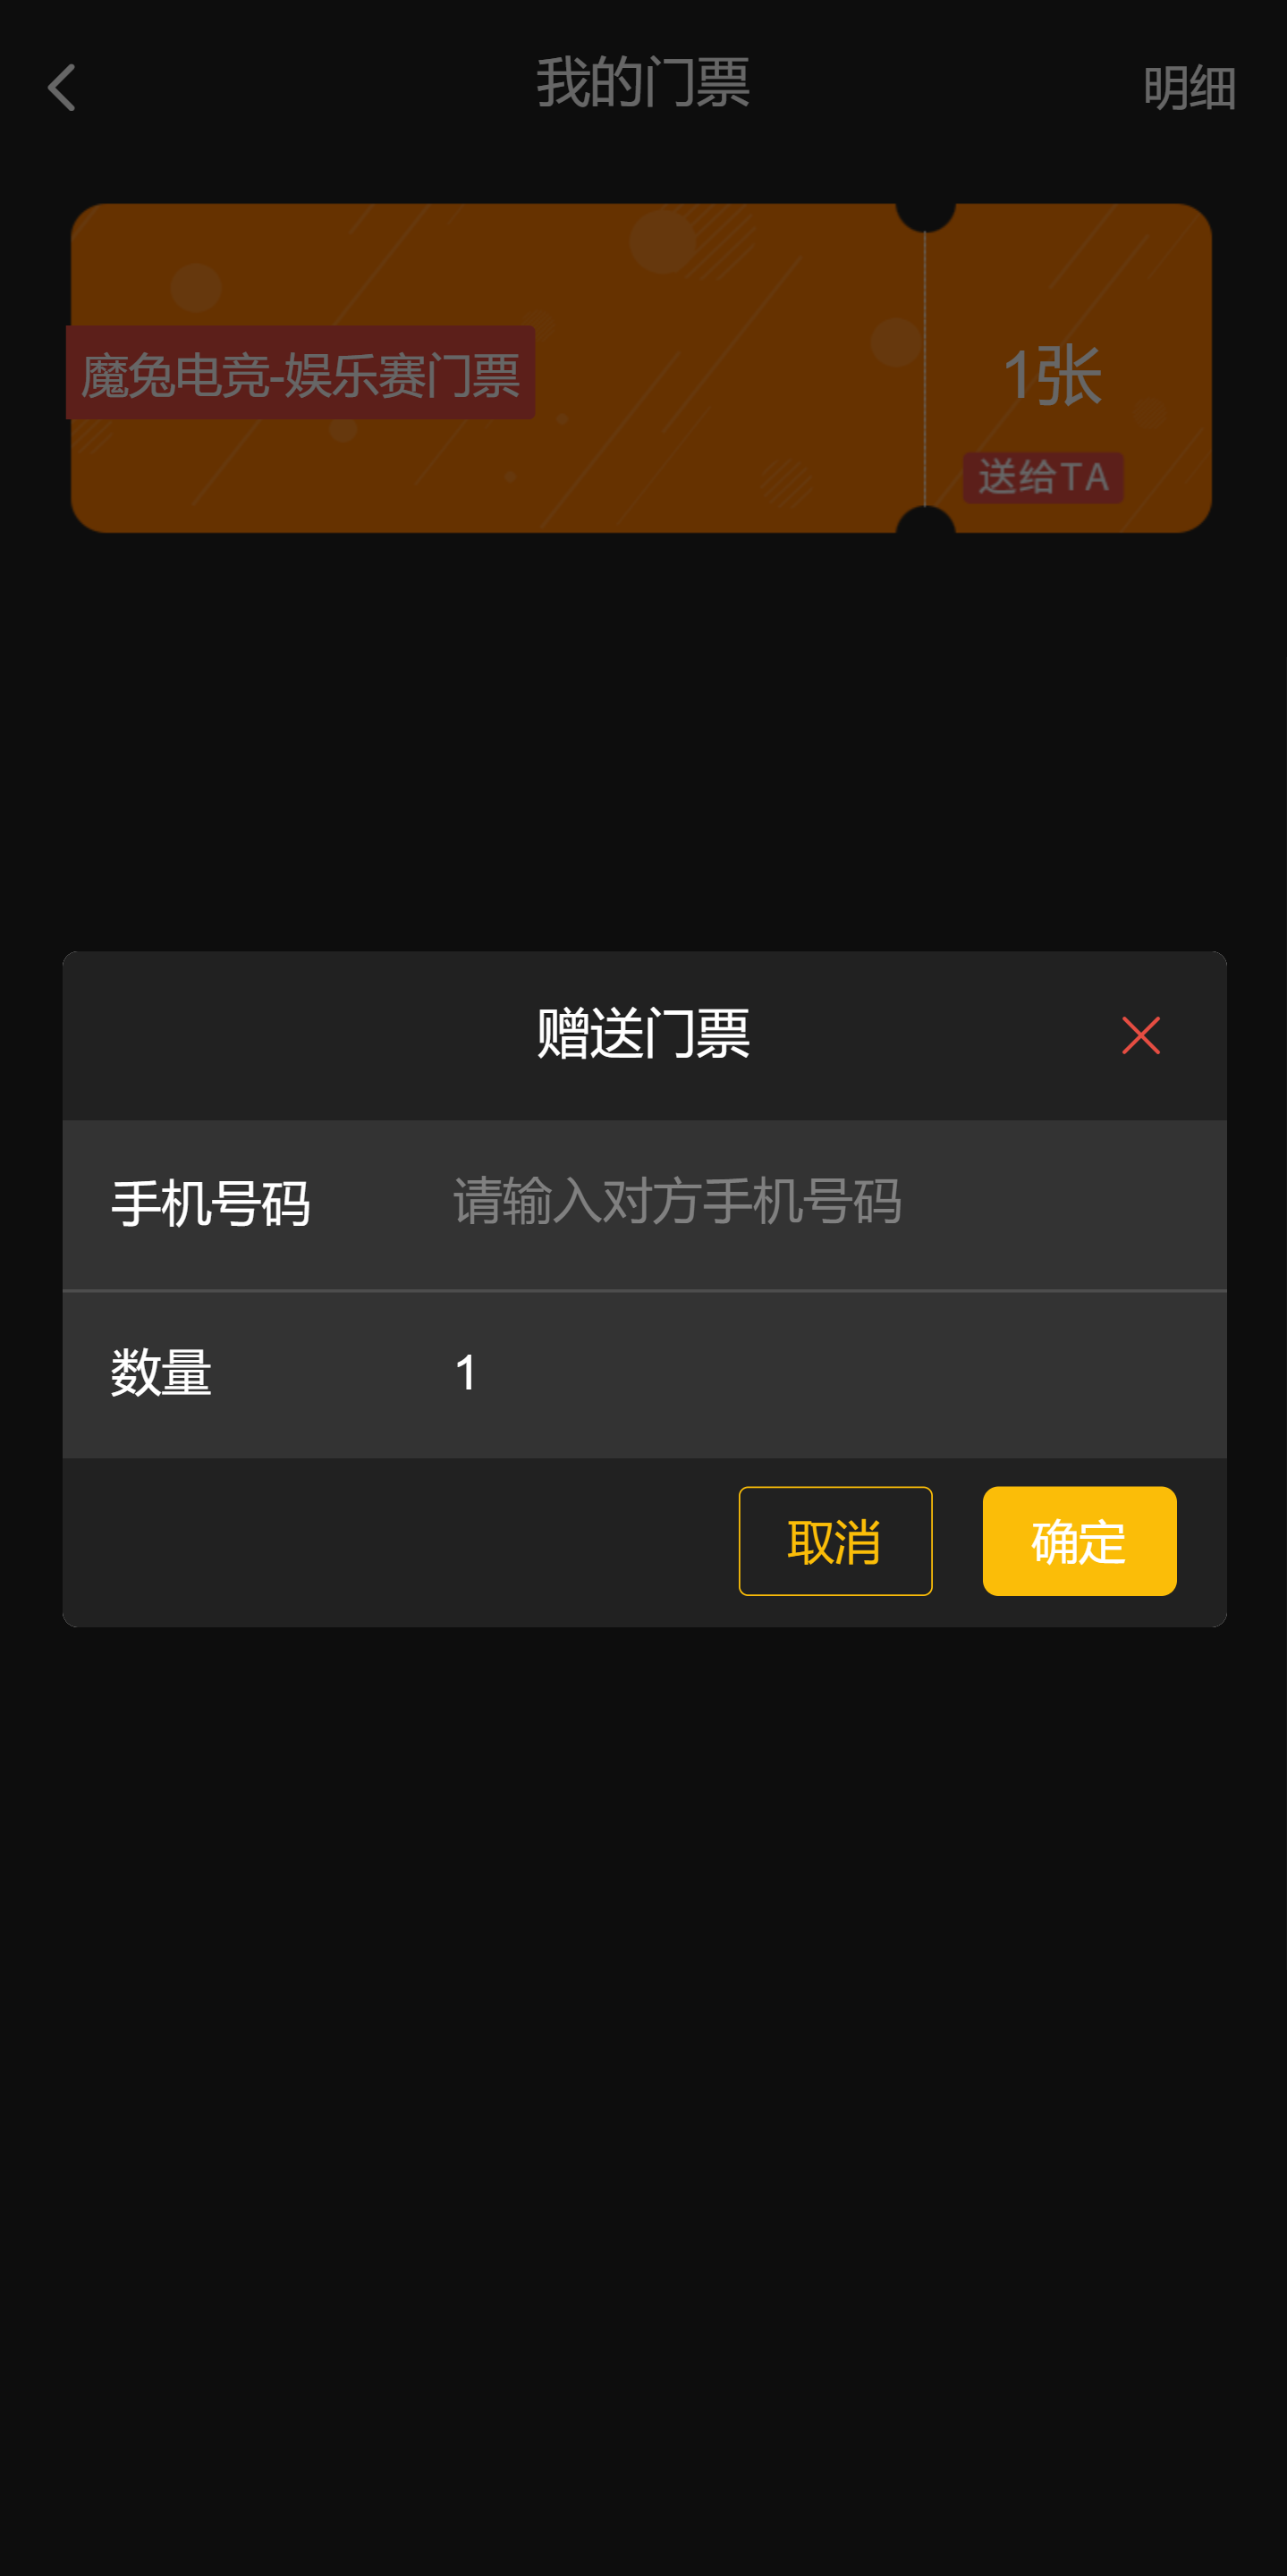 我的门票
明细
魔兔电竞-娱乐赛门票
1张
送给TA
赠送门票
手机号码 请输入对方手机号码
数量 1
取消 确定